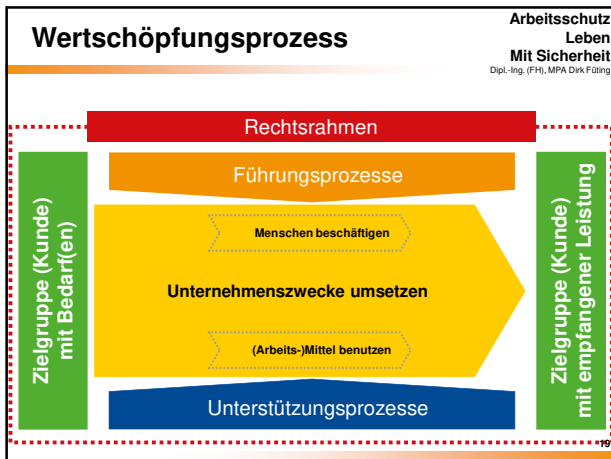 Wertschöpfungsprozess
Arbeitsschutz
Leben
Mit Sicherheit
Dipl.-Ing. (FH), MPA Dirk Füting
Rechtsrahmen
Zielgruppe (Kunde)
mit Bedarf(en)
Führungsprozesse
Menschen beschäftigen
Unternehmenszwecke umsetzen
(Arbeits-)Mittel benutzen
Unterstützungsprozesse
Zielgruppe (Kunde)
mit empfangener Leistung
19